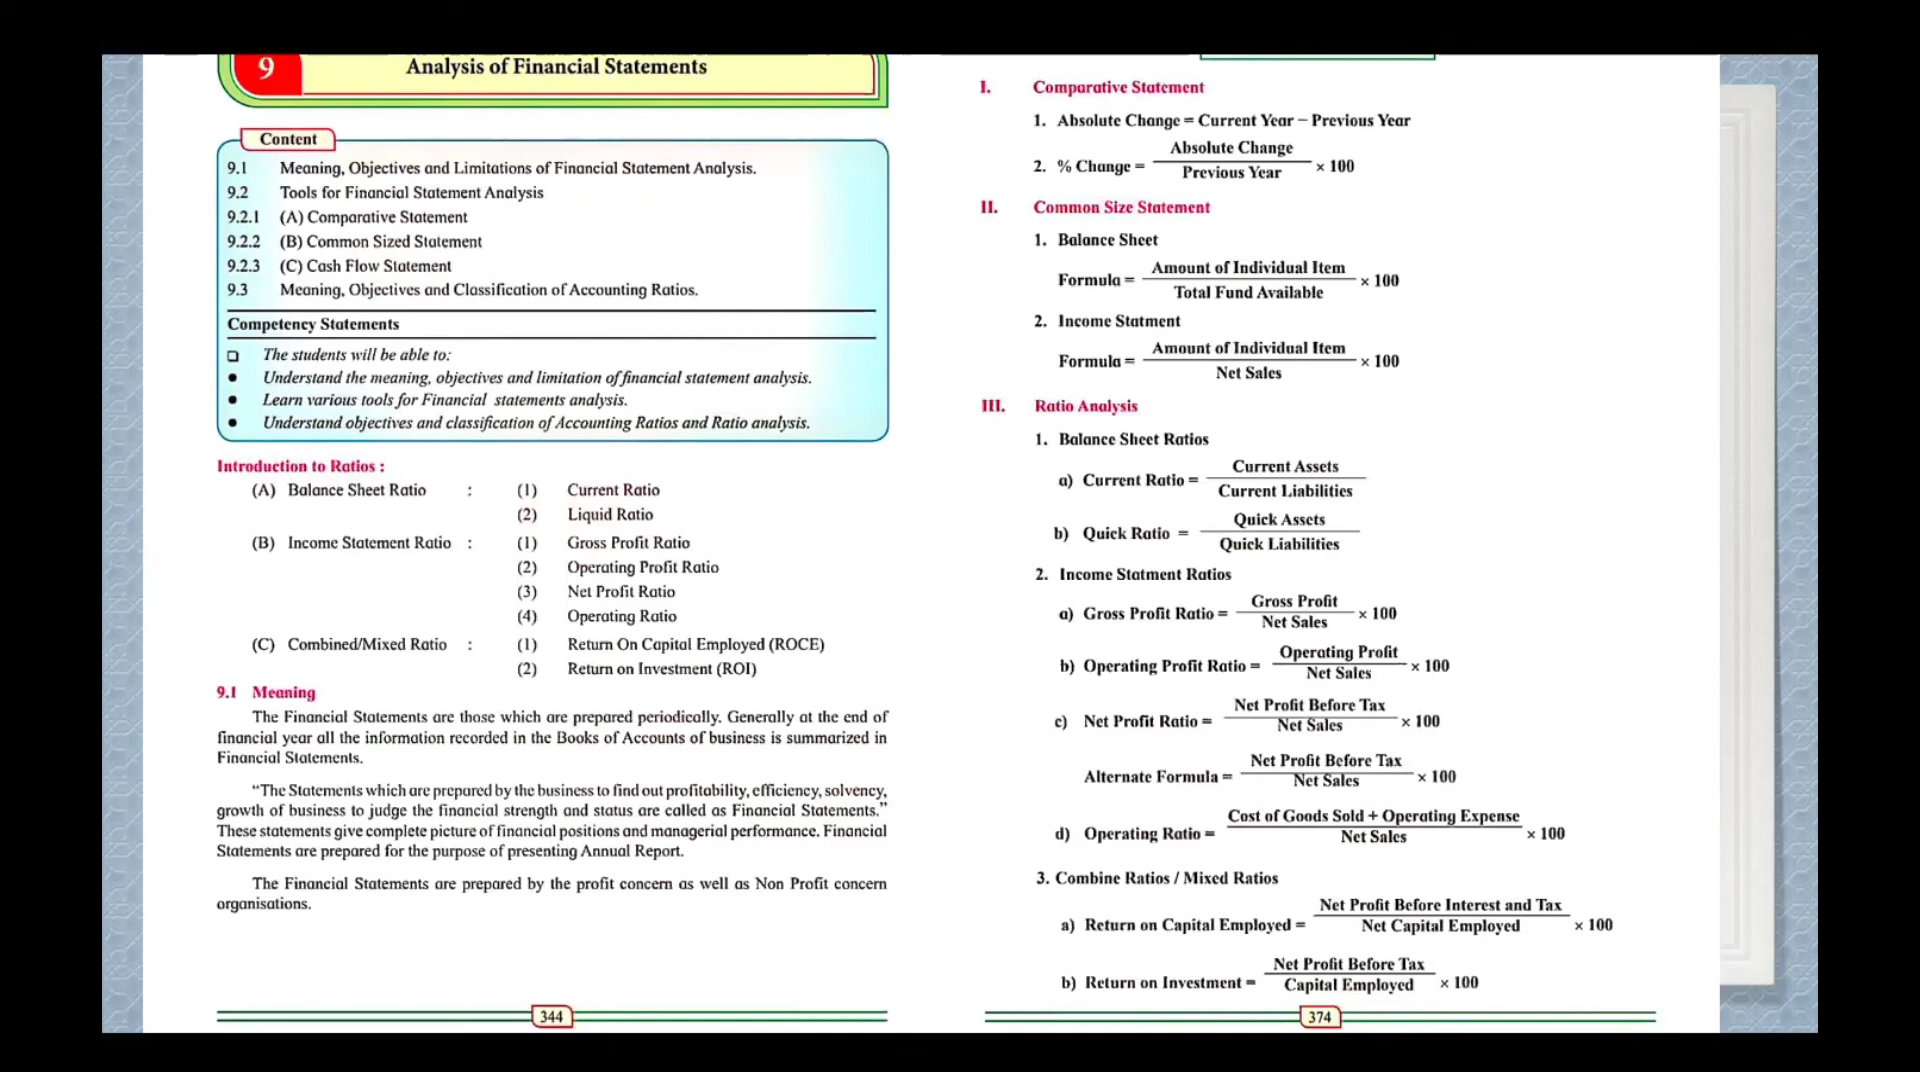 9
Analysis of Financial Statements
Content
9.1 Meaning, Objectives and Limitations of Financial Statement Analysis.
9.2 Tools for Financial Statement Analysis
9.2.1 (A) Comparative Statement
9.2.2 (B) Common Sized Statement
9.2.3 (C) Cash Flow Statement
9.3 Meaning, Objectives and Classification of Accounting Ratios.
Competency Statements
The students will be able to:
• Understand the meaning, objectives and limitation of financial statement analysis.
• Learn various tools for Financial statements analysis.
• Understand objectives and classification of Accounting Ratios and Ratio analysis.
Introduction to Ratios :
(A) Balance Sheet Ratio : (1) Current Ratio
(2) Liquid Ratio
(B) Income Statement Ratio : (1) Gross Profit Ratio
(2) Operating Profit Ratio
(3) Net Profit Ratio
(4) Operating Ratio
(C) Combined/Mixed Ratio : (1) Return On Capital Employed (ROCE)
(2) Return on Investment (ROI)
9.1 Meaning
The Financial Statements are those which are prepared periodically. Generally at the end of
financial year all the information recorded in the Books of Accounts of business is summarized in
Financial Statements.
“The Statements which are prepared by the business to find out profitability, efficiency, solvency,
growth of business to judge the financial strength and status are called as Financial Statements.”
These statements give complete picture of financial positions and managerial performance. Financial
Statements are prepared for the purpose of presenting Annual Report.
The Financial Statements are prepared by the profit concern as well as Non Profit concern
organisations.
344
I. Comparative Statement
1. Absolute Change = Current Year – Previous Year
Absolute Change
2. % Change = × 100
Previous Year
II. Common Size Statement
1. Balance Sheet
Amount of Individual Item
Formula = × 100
Total Fund Available
2. Income Statment
Amount of Individual Item
Formula = × 100
Net Sales
III. Ratio Analysis
1. Balance Sheet Ratios
Current Assets
a) Current Ratio =
Current Liabilities
Quick Assets
b) Quick Ratio =
Quick Liabilities
2. Income Statment Ratios
Gross Profit
a) Gross Profit Ratio = × 100
Net Sales
Operating Profit
b) Operating Profit Ratio = × 100
Net Sales
Net Profit Before Tax
c) Net Profit Ratio = × 100
Net Sales
Net Profit Before Tax
Alternate Formula = × 100
Net Sales
Cost of Goods Sold + Operating Expense
d) Operating Ratio = × 100
Net Sales
3. Combine Ratios / Mixed Ratios
Net Profit Before Interest and Tax
a) Return on Capital Employed = × 100
Net Capital Employed
Net Profit Before Tax
b) Return on Investment = × 100
Capital Employed
374